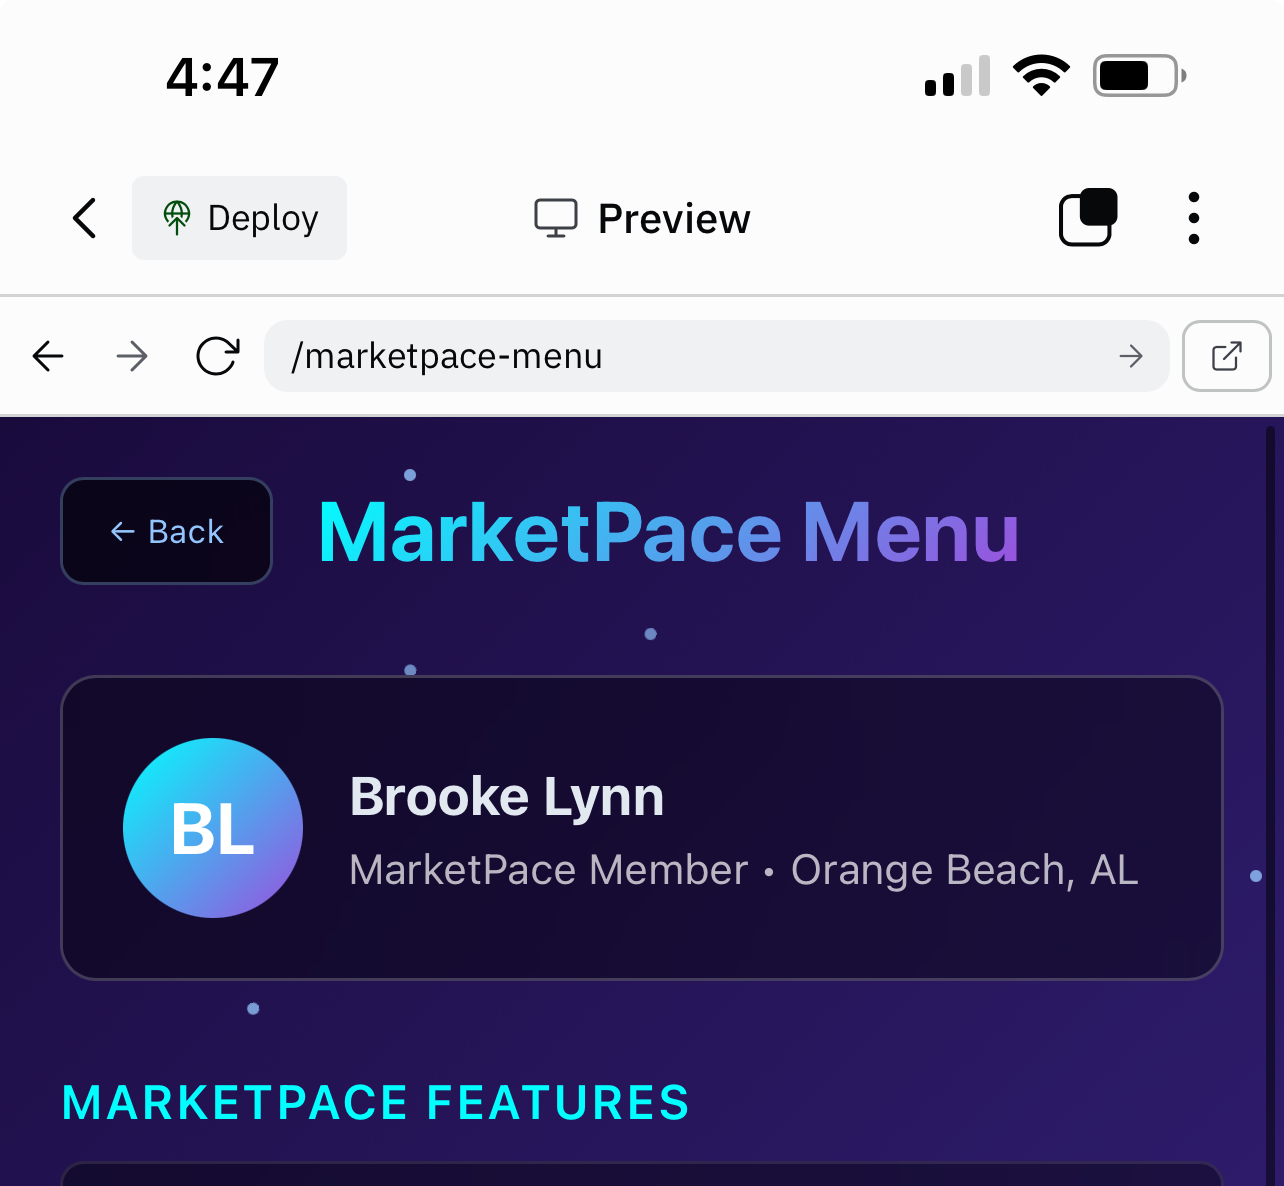 4:47
Deploy
Preview
/marketpace-menu
← Back
MarketPace Menu
BL
Brooke Lynn
MarketPace Member • Orange Beach, AL
MARKETPACE FEATURES